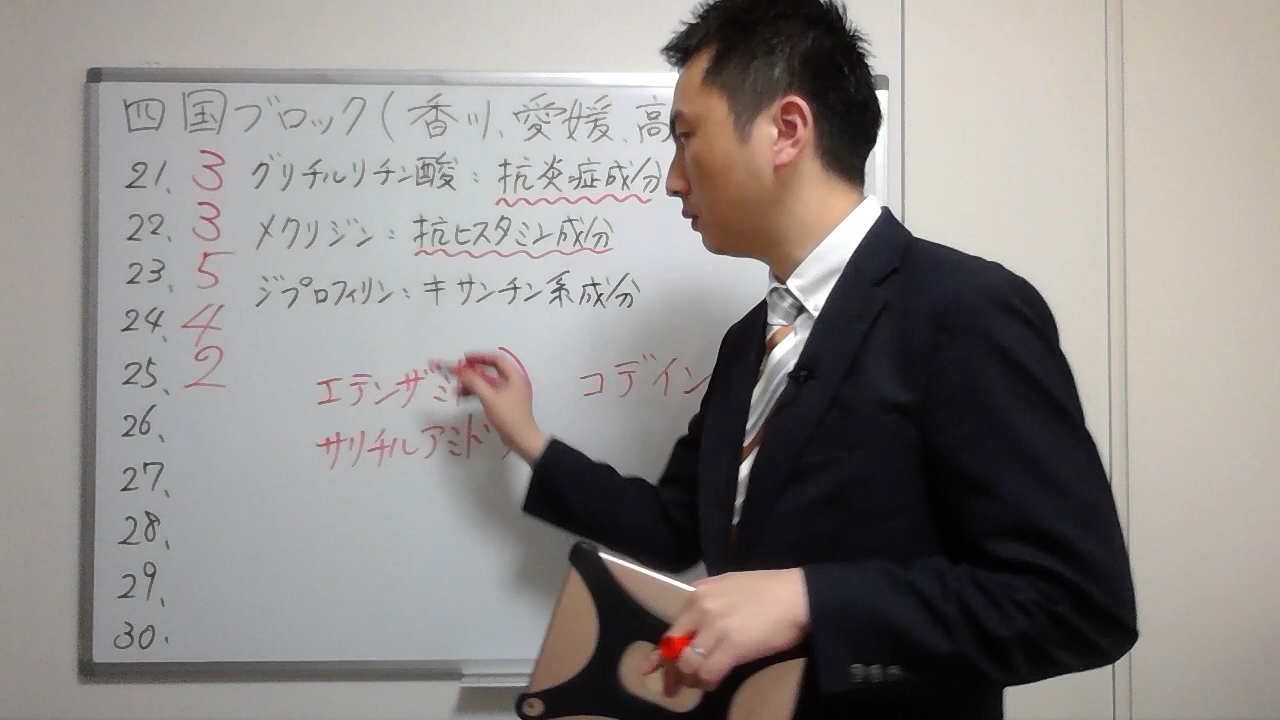 四国ブロック(香川、愛媛、高
21、3 グリチルリチン酸：抗炎症成分
22、3 メクリジン：抗ヒスタミン成分
23、5 ジプロフィリン：キサンチン系成分
24、4
25、2 エテンザミド) コデイン
26、サリチルアミド
27、
28、
29、
30.